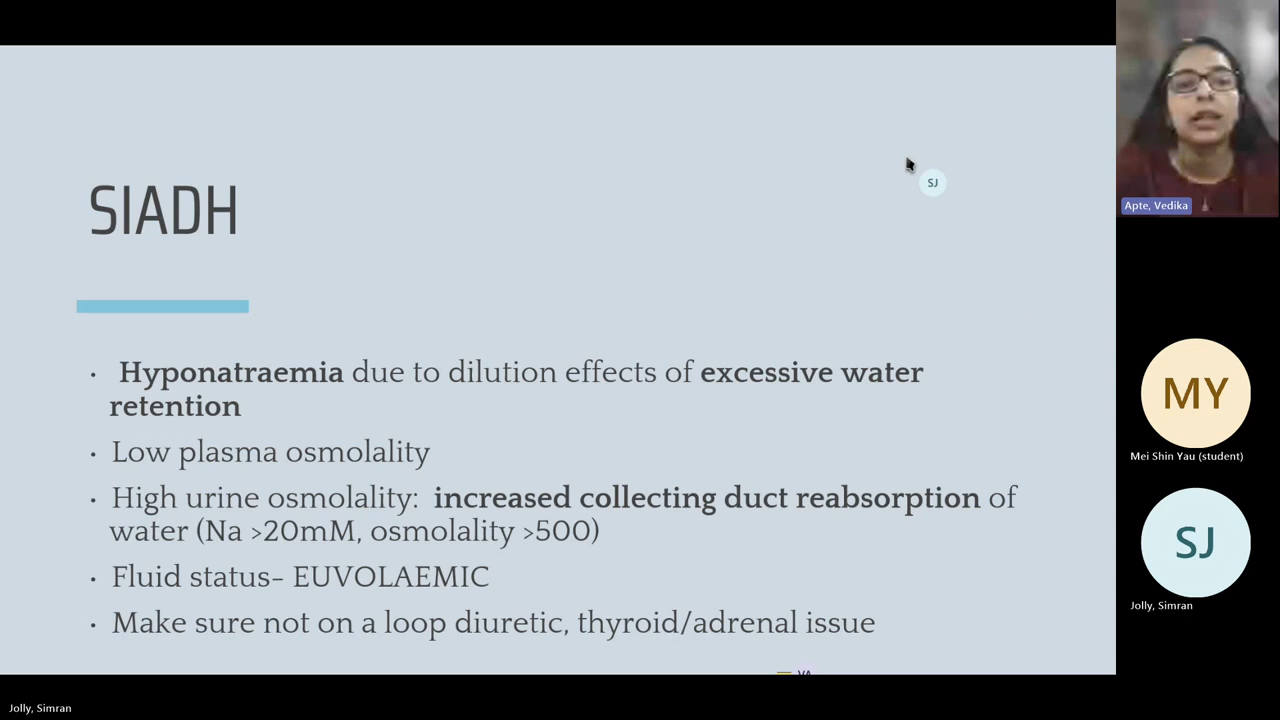 SJ
SIADH
Apte, Vedika
• Hyponatraemia due to dilution effects of excessive water
retention
• Low plasma osmolality
• High urine osmolality: increased collecting duct reabsorption of
water (Na >20mM, osmolality >500)
• Fluid status- EUVOLAEMIC
• Make sure not on a loop diuretic, thyroid/adrenal issue
MY
Mei Shin Yau (student)
SJ
Jolly, Simran
Jolly, Simran